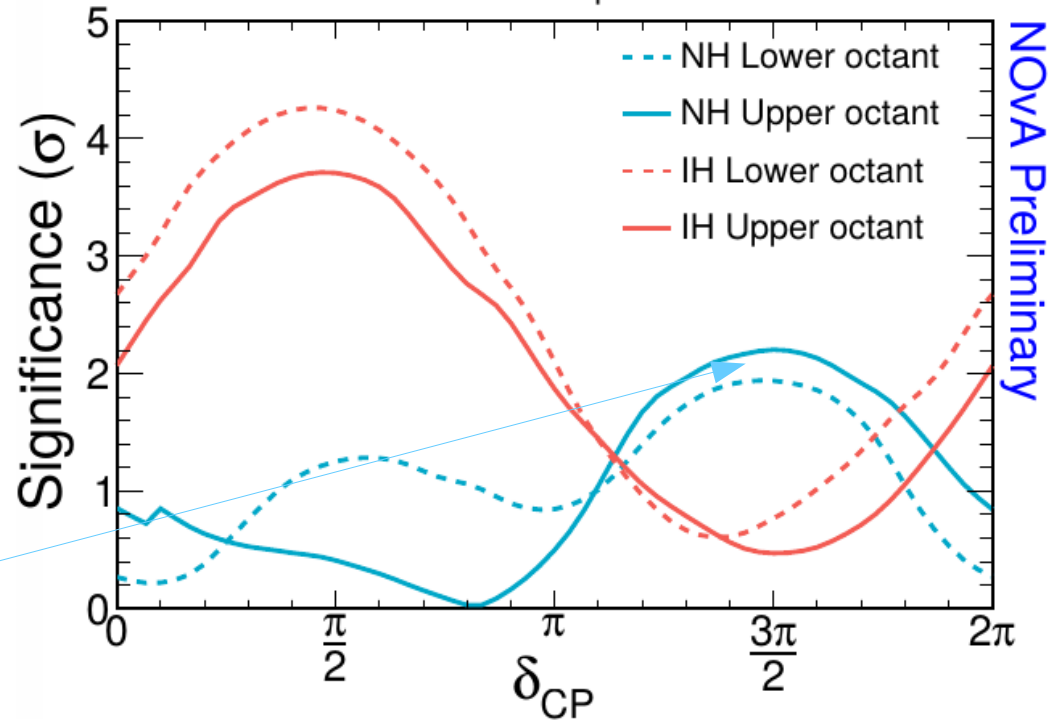 5
4
3
2
1
0
Significance (σ)
NH Lower octant
NH Upper octant
IH Lower octant
IH Upper octant
NOvA Preliminary
0
π
2
π
3π
2
2π
δCP